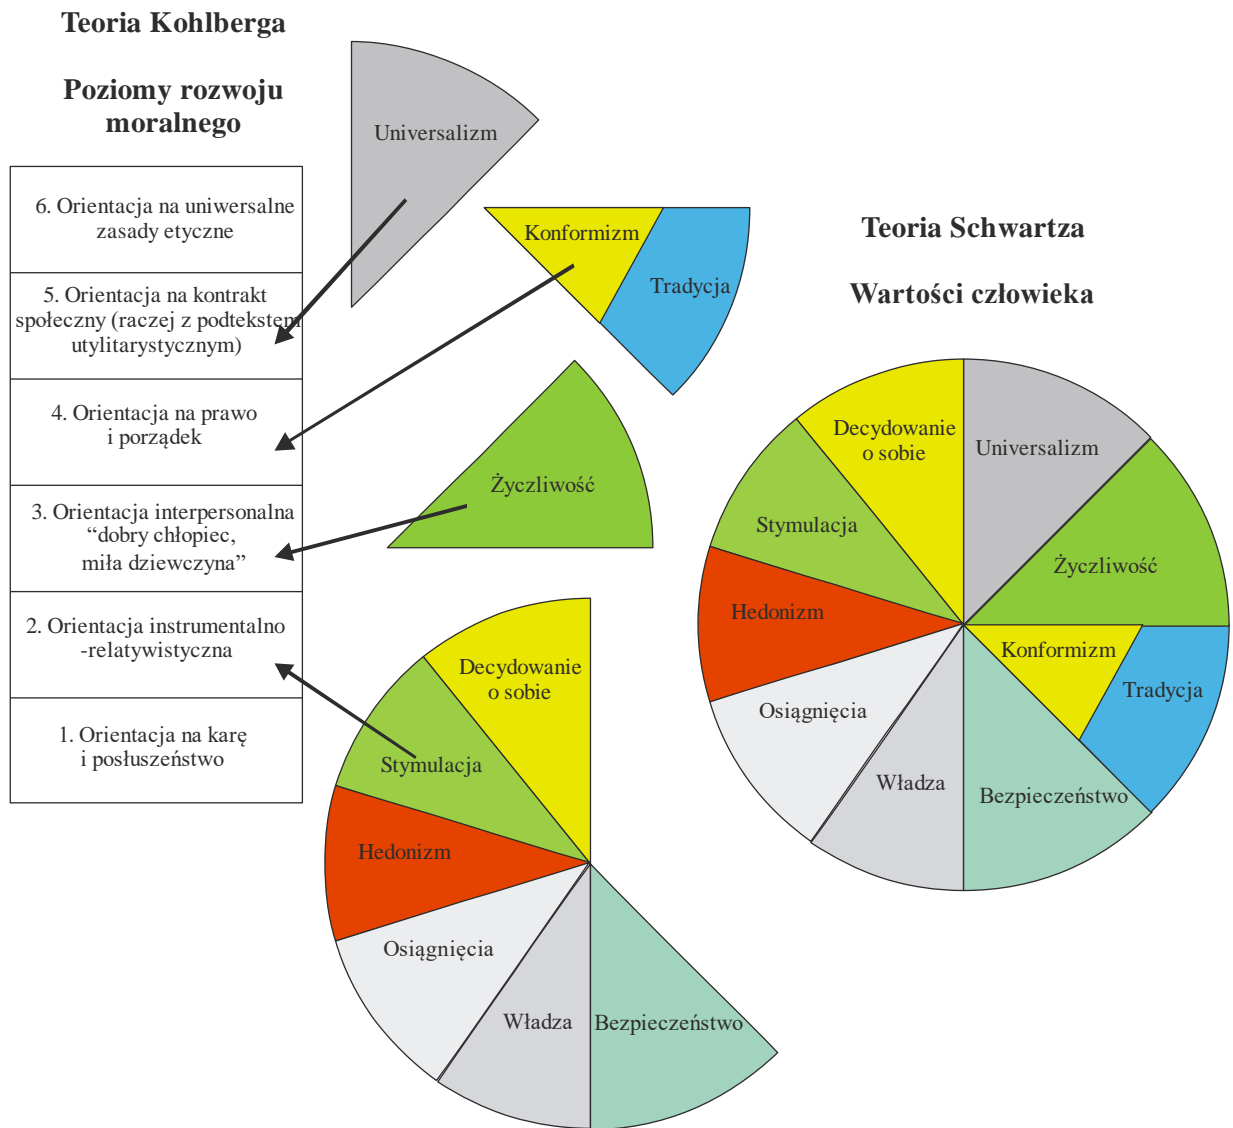 Teoria Kohlberga
Poziomy rozwoju
moralnego
6. Orientacja na uniwersalne
zasady etyczne
5. Orientacja na kontrakt
społeczny (raczej z podtekstem
utylitarystycznym)
4. Orientacja na prawo
i porządek
3. Orientacja interpersonalna
“dobry chłopiec,
miła dziewczyna”
2. Orientacja instrumentalno
-relatywistyczna
1. Orientacja na karę
i posłuszeństwo
Universalizm
Konformizm
Tradycja
Życzliwość
Decydowanie
o sobie
Stymulacja
Hedonizm
Osiągnięcia
Władza
Bezpieczeństwo
Teoria Schwartza
Wartości człowieka
Decydowanie
o sobie
Universalizm
Stymulacja
Życzliwość
Hedonizm
Konformizm
Tradycja
Osiągnięcia
Władza
Bezpieczeństwo